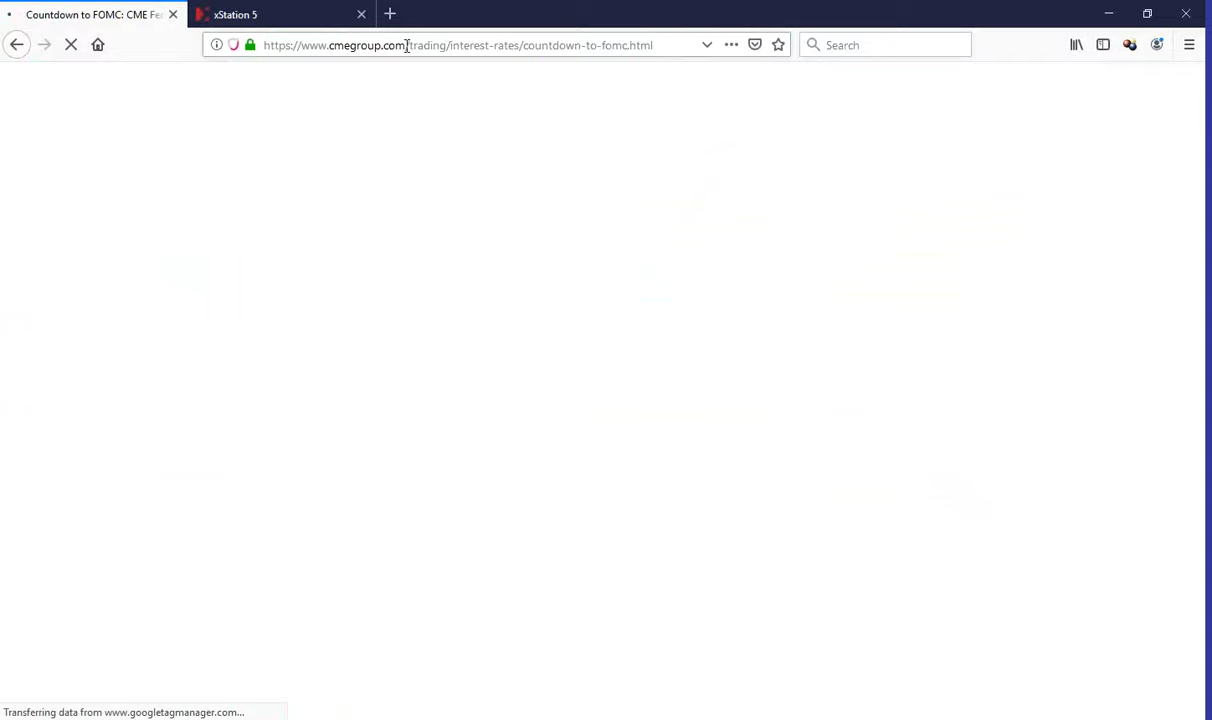 Countdown to FOMC: CME Fe
xStation 5
https://www.cmegroup.com/trading/interest-rates/countdown-to-fomc.html
Search
Transferring data from www.googletagmanager.com...